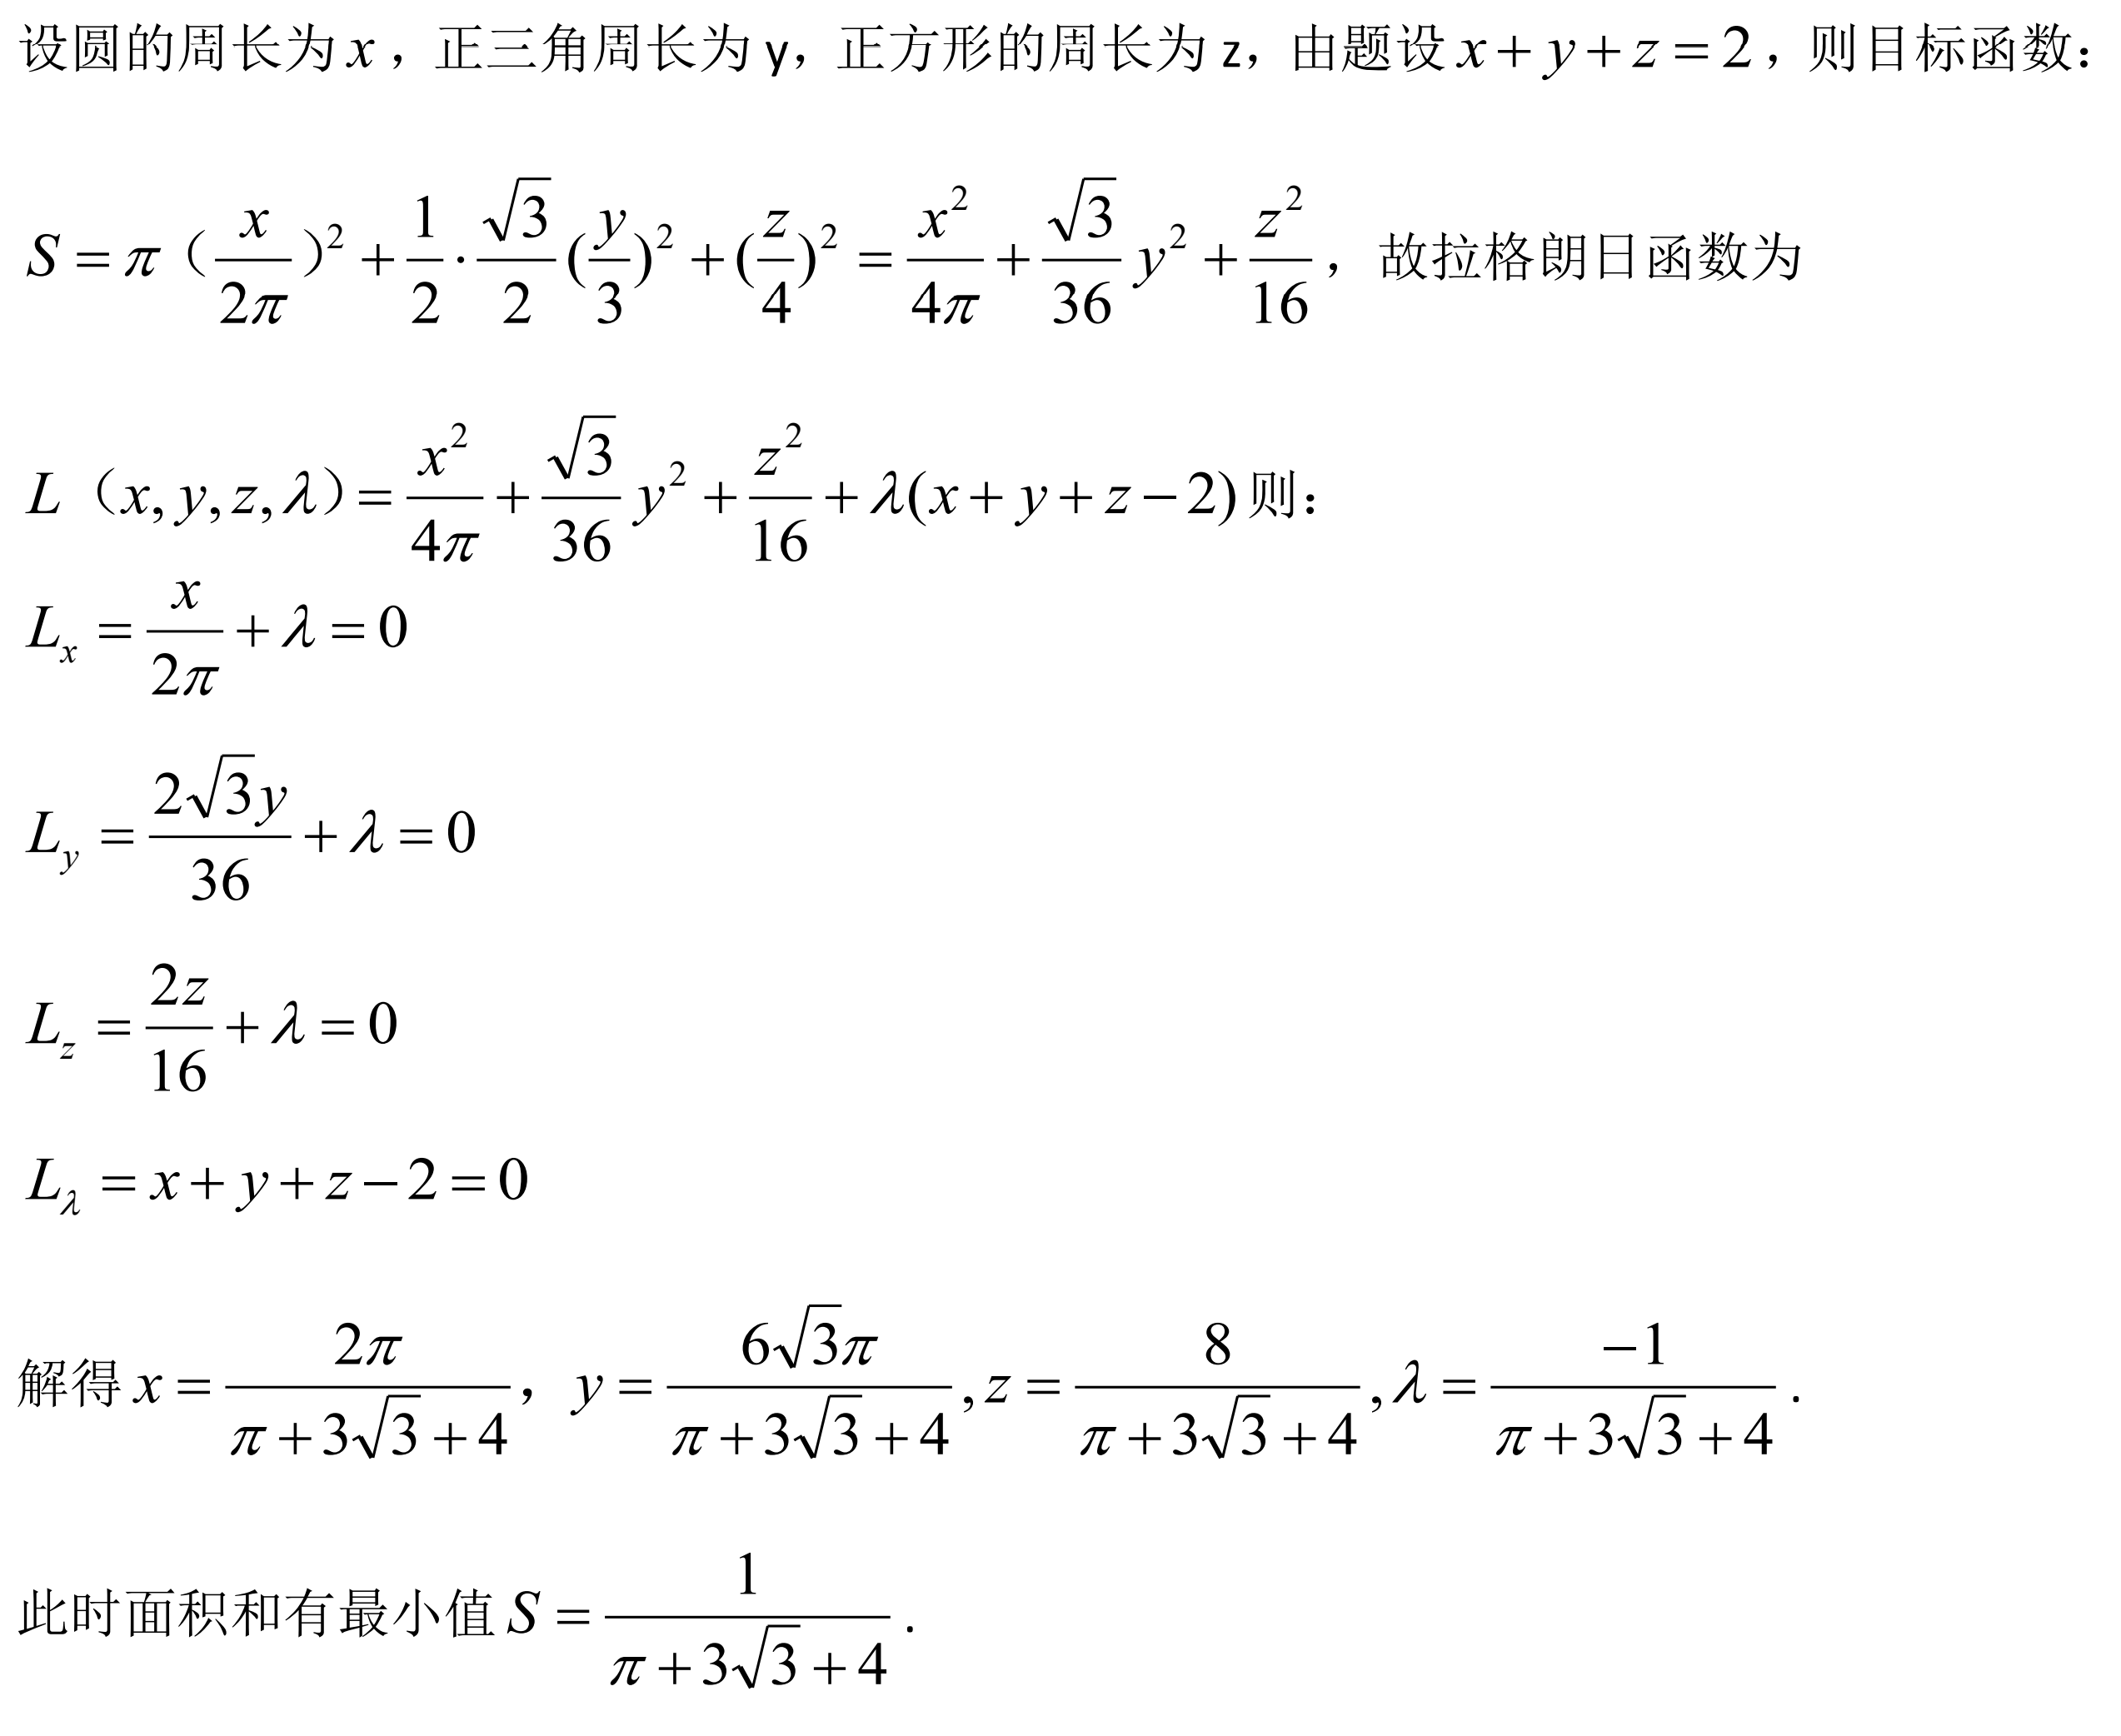 设圆的周长为 $x$，正三角周长为 y，正方形的周长为 z，由题设 $x+y+z=2$，则目标函数：
$S=\pi（\frac{x}{2\pi}）^2+\frac{1}{2}\cdot\frac{\sqrt{3}}{2}(\frac{y}{3})^2+(\frac{z}{4})^2=\frac{x^2}{4\pi}+\frac{\sqrt{3}}{36}y^2+\frac{z^2}{16}$，故拉格朗日函数为
$L（x,y,z,\lambda）=\frac{x^2}{4\pi}+\frac{\sqrt{3}}{36}y^2+\frac{z^2}{16}+\lambda(x+y+z-2)$ 则：
$L_x=\frac{x}{2\pi}+\lambda=0$
$L_y=\frac{2\sqrt{3}y}{36}+\lambda=0$
$L_z=\frac{2z}{16}+\lambda=0$
$L_\lambda=x+y+z-2=0$
解得 $x=\frac{2\pi}{\pi+3\sqrt{3}+4}$，$y=\frac{6\sqrt{3}\pi}{\pi+3\sqrt{3}+4},z=\frac{8}{\pi+3\sqrt{3}+4},\lambda=\frac{-1}{\pi+3\sqrt{3}+4}$.
此时面积和有最小值 $S=\frac{1}{\pi+3\sqrt{3}+4}$.